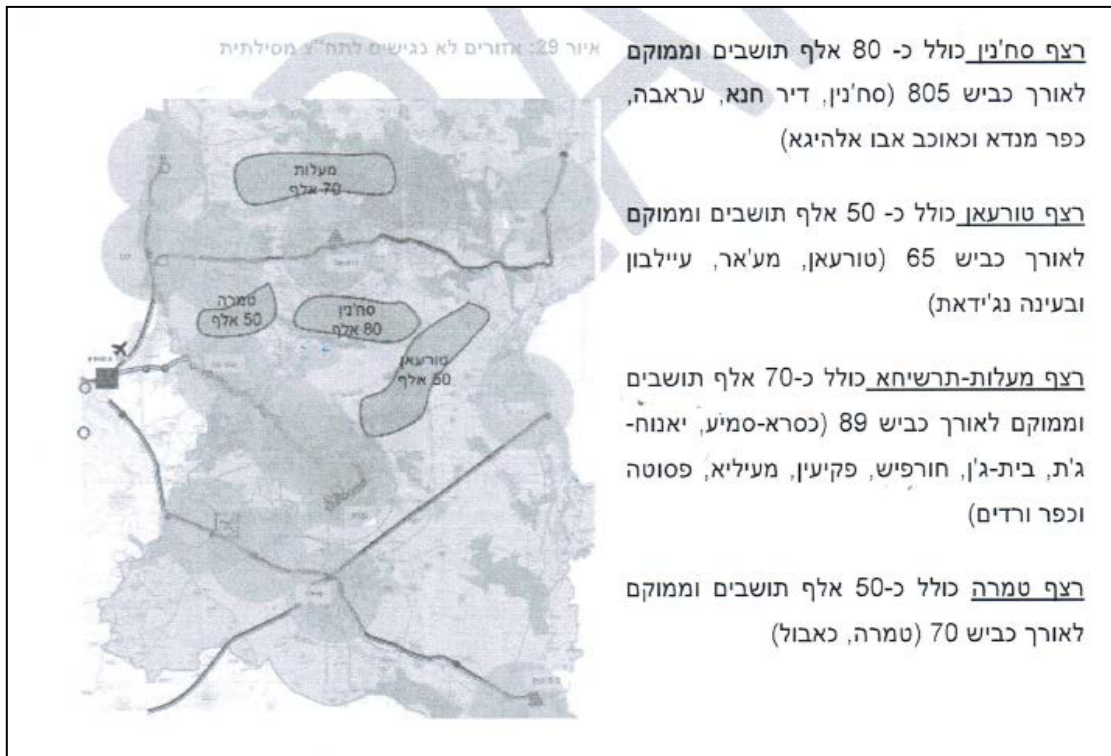 איור 29: אזורים לא נגישים לתח"צ מסילתית
רצף סח'נין כולל כ- 80 אלף תושבים וממוקם
לאורך כביש 805 (סח'נין, דיר חנא, עראבה,
כפר מנדא וכאוכב אבו אלהיגא)
רצף טורעאן כולל כ- 50 אלף תושבים וממוקם
לאורך כביש 65 (טורעאן, מע'אר, עיילבון
ובעינה נג'ידאת)
רצף מעלות-תרשיחא כולל כ-70 אלף תושבים
וממוקם לאורך כביש 89 (כסרא-סמיע, יאנוח-
ג'ת, בית-ג'ן, חורפיש, פקיעין, מעיליא, פסוטה
וכפר ורדים)
רצף טמרה כולל כ-50 אלף תושבים וממוקם
לאורך כביש 70 (טמרה, כאבול)
מעלות
70 אלף
טמרה
50 אלף
סח'נין
80 אלף
טורעאן
50 אלף